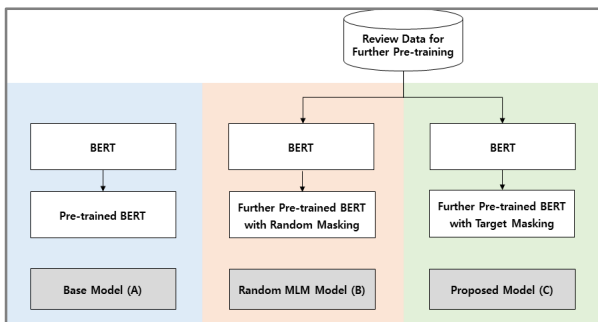 Review Data for
Further Pre-training
BERT
BERT
BERT
Pre-trained BERT
Further Pre-trained BERT
with Random Masking
Further Pre-trained BERT
with Target Masking
Base Model (A)
Random MLM Model (B)
Proposed Model (C)